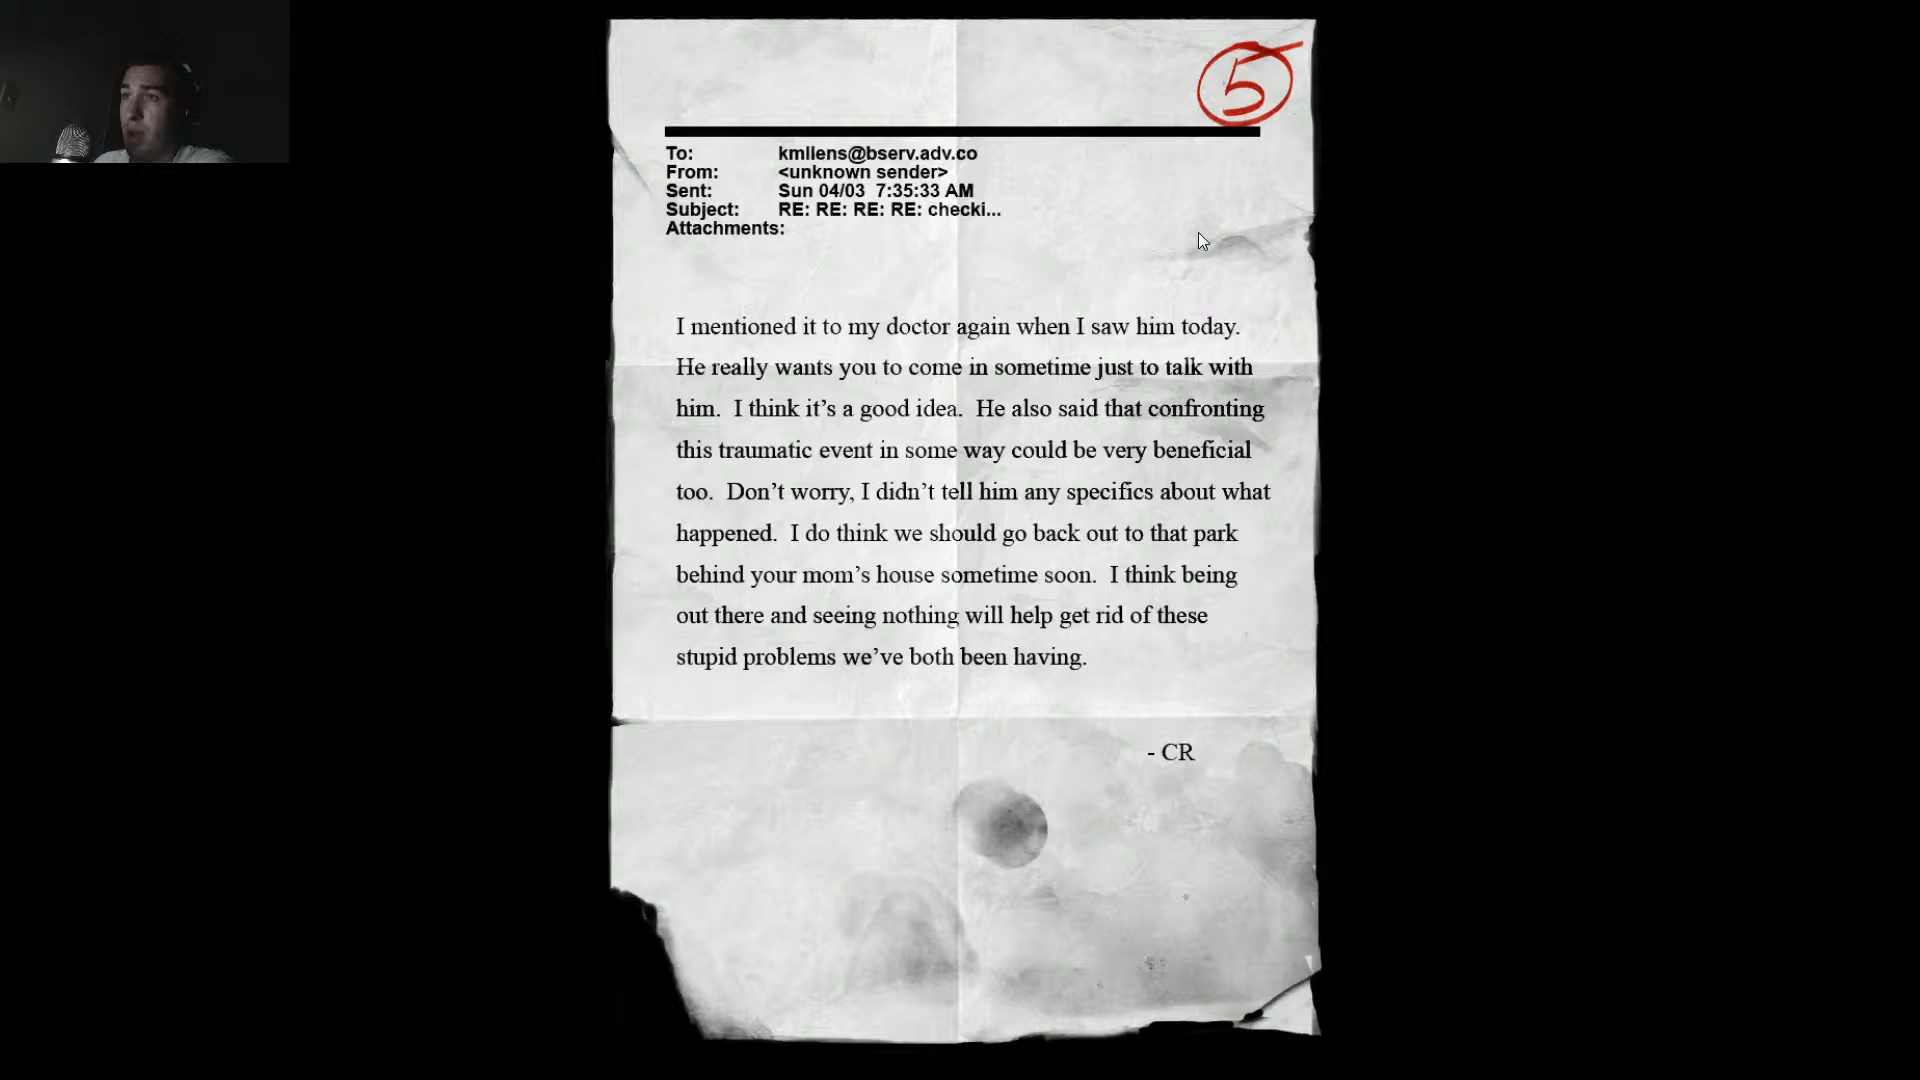 5
To: kmllens@bserv.adv.co
From: <unknown sender>
Sent: Sun 04/03 7:35:33 AM
Subject: RE: RE: RE: RE: checki...
Attachments:
I mentioned it to my doctor again when I saw him today.
He really wants you to come in sometime just to talk with
him. I think it’s a good idea. He also said that confronting
this traumatic event in some way could be very beneficial
too. Don’t worry, I didn’t tell him any specifics about what
happened. I do think we should go back out to that park
behind your mom’s house sometime soon. I think being
out there and seeing nothing will help get rid of these
stupid problems we’ve both been having.
- CR